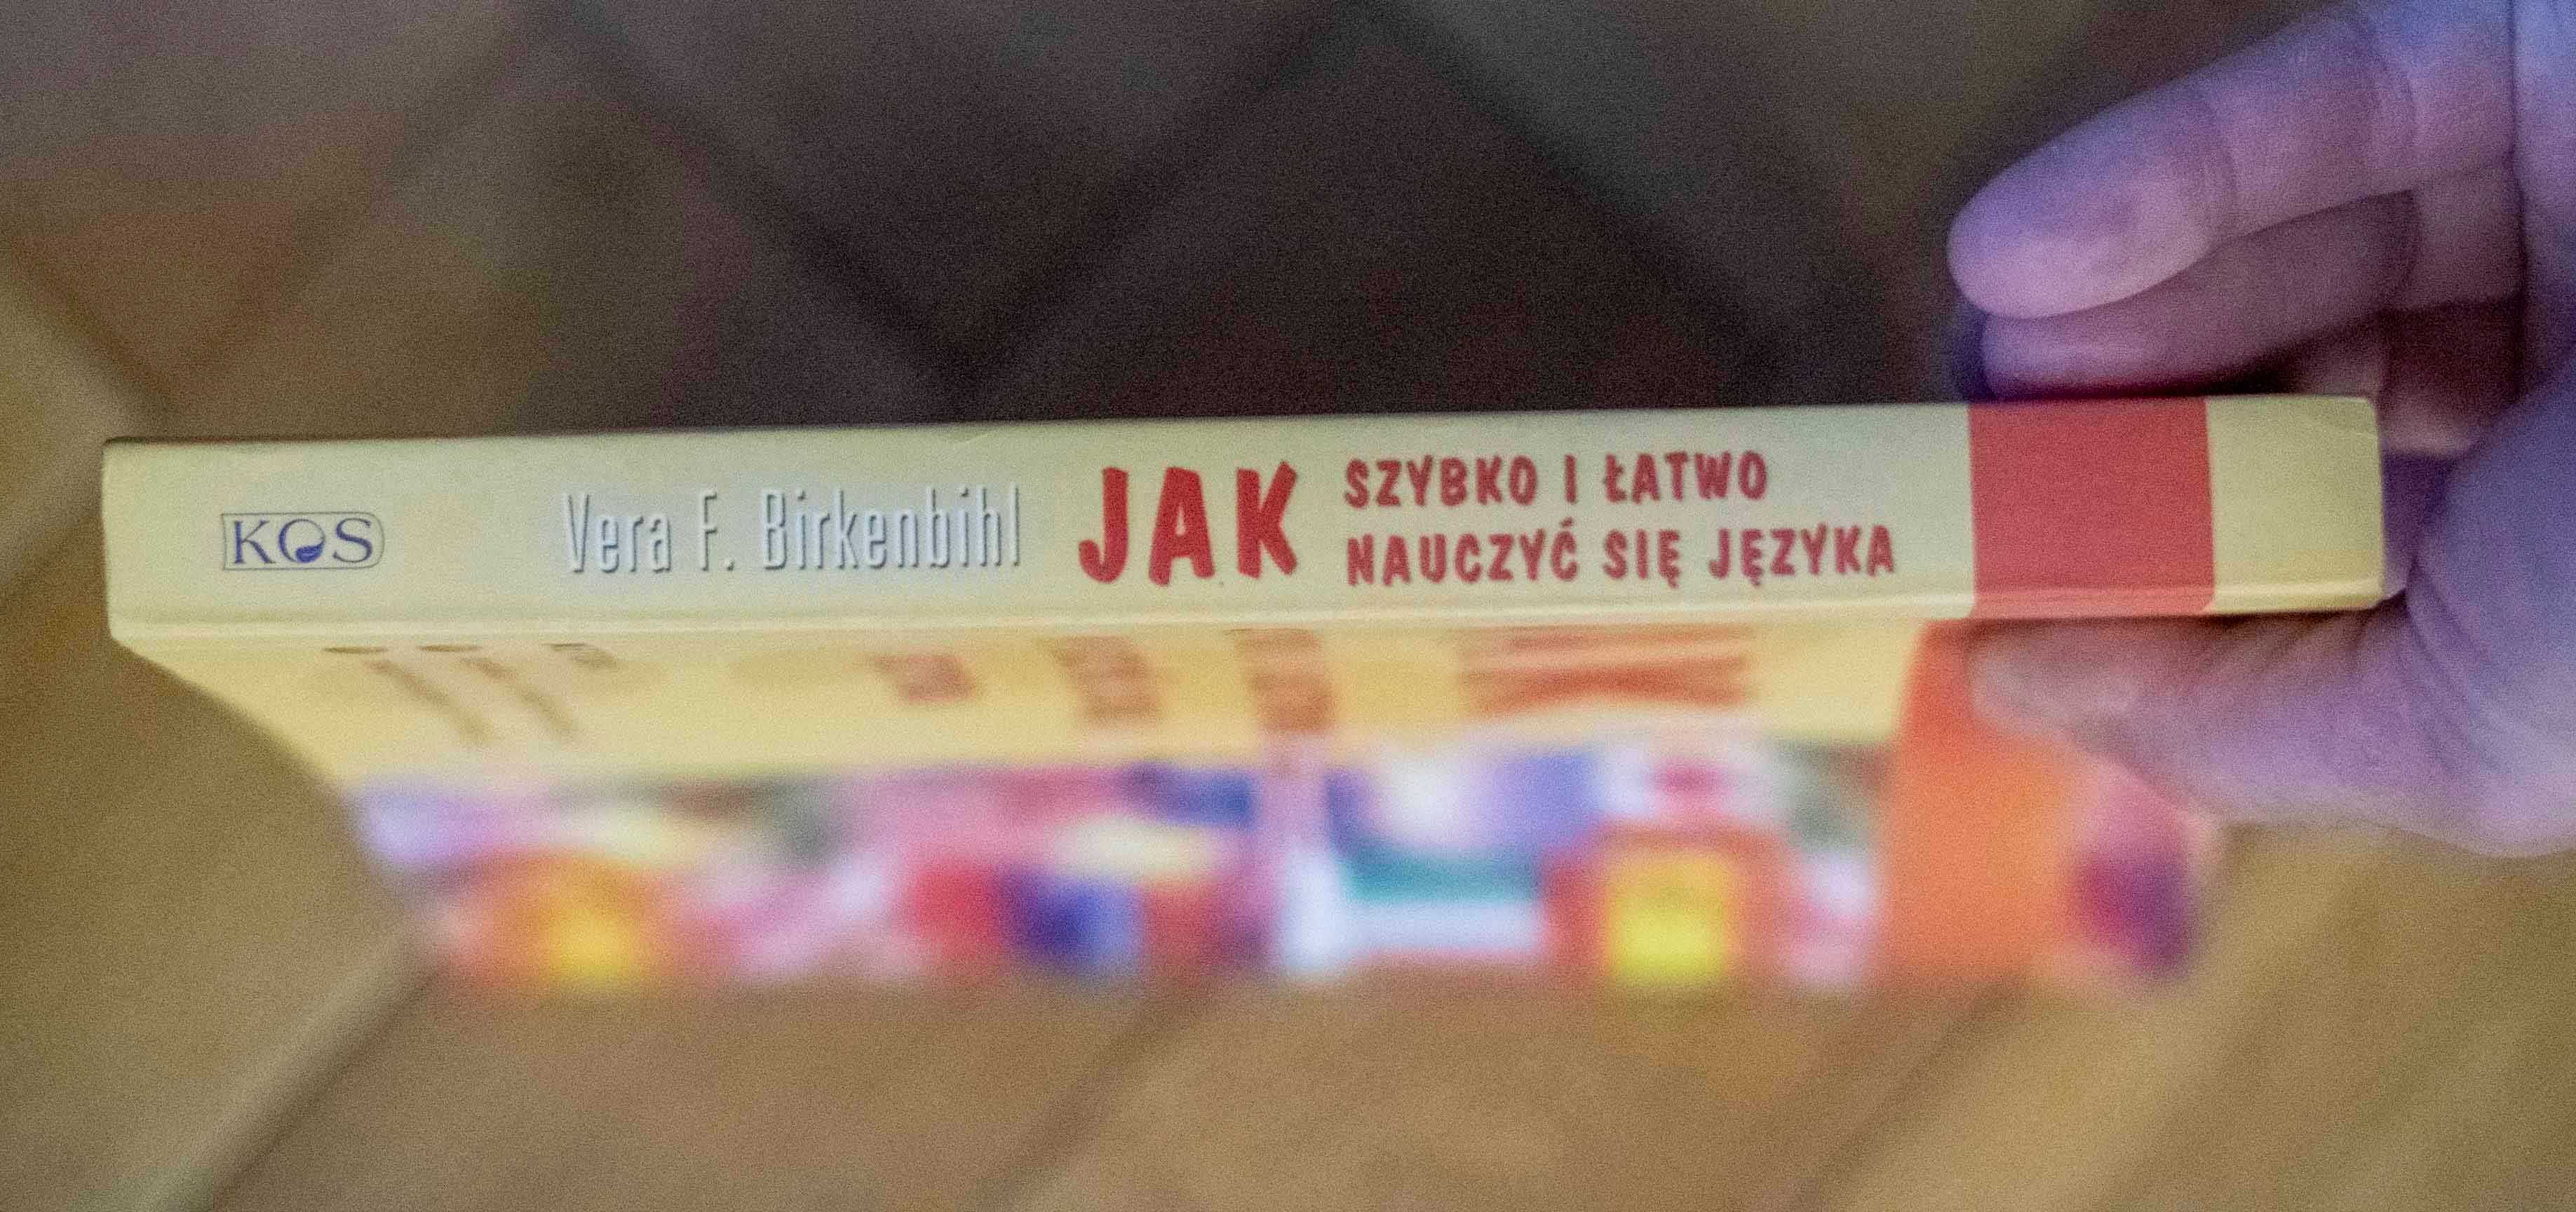 KOS
Vera F. Birkenbihl
JAK
SZYBKO I ŁATWO
NAUCZYĆ SIĘ JĘZYKA